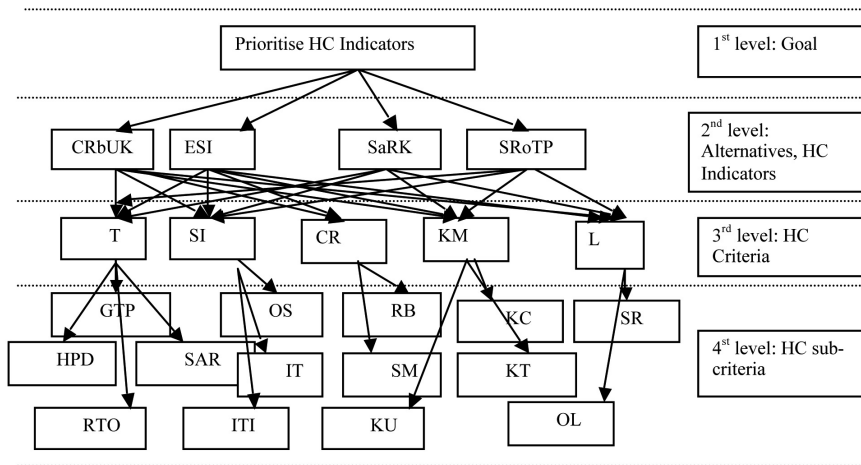 Prioritise HC Indicators
1st level: Goal
CRbUK ESI SaRK SRoTP
2nd level:
Alternatives, HC
Indicators
T SI CR KM L
3rd level: HC
Criteria
GTP OS RB KC SR
HPD SAR IT SM KT
4st level: HC sub-
criteria
RTO ITI KU OL